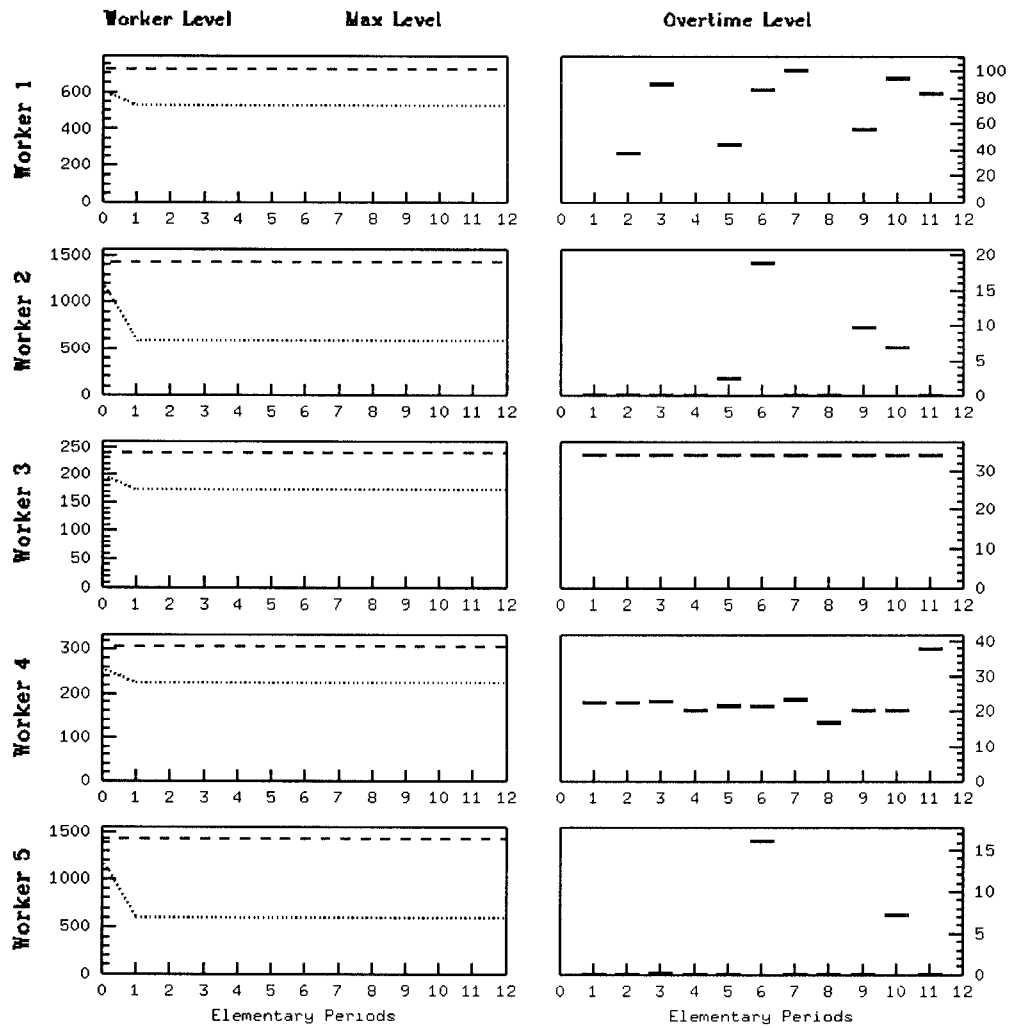 Worker Level Max Level Overtime Level
Worker 1
600
400
200
0
0 1 2 3 4 5 6 7 8 9 10 11 12
100
80
60
40
20
0
0 1 2 3 4 5 6 7 8 9 10 11 12
Worker 2
1500
1000
500
0
0 1 2 3 4 5 6 7 8 9 10 11 12
20
15
10
5
0
0 1 2 3 4 5 6 7 8 9 10 11 12
Worker 3
250
200
150
100
50
0
0 1 2 3 4 5 6 7 8 9 10 11 12
30
20
10
0
0 1 2 3 4 5 6 7 8 9 10 11 12
Worker 4
300
200
100
0
0 1 2 3 4 5 6 7 8 9 10 11 12
40
30
20
10
0
0 1 2 3 4 5 6 7 8 9 10 11 12
Worker 5
1500
1000
500
0
0 1 2 3 4 5 6 7 8 9 10 11 12
Elementary Periods
15
10
5
0
0 1 2 3 4 5 6 7 8 9 10 11 12
Elementary Periods